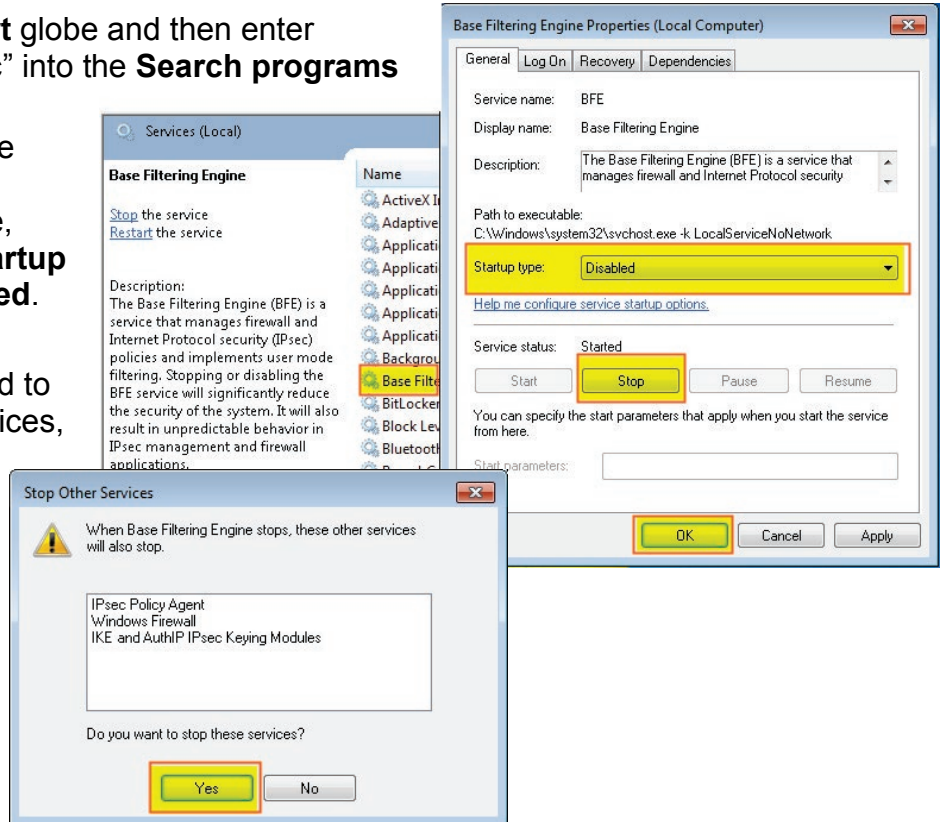 t globe and then enter
” into the Search programs
e
e,
artup
ed.
d to
ices,
Services (Local)
Base Filtering Engine
Stop the service
Restart the service
Description:
The Base Filtering Engine (BFE) is a
service that manages firewall and
Internet Protocol security (IPsec)
policies and implements user mode
filtering. Stopping or disabling the
BFE service will significantly reduce
the security of the system. It will also
result in unpredictable behavior in
IPsec management and firewall
applications.
Name
ActiveX I
Adaptive
Applicati
Applicati
Applicati
Applicati
Applicati
Backgrou
Base Filte
BitLocker
Block Lev
Bluetooth
Base Filtering Engine Properties (Local Computer)
General Log On Recovery Dependencies
Service name: BFE
Display name: Base Filtering Engine
Description: The Base Filtering Engine (BFE) is a service that
manages firewall and Internet Protocol security
Path to executable:
C:\Windows\system32\svchost.exe -k LocalServiceNoNetwork
Startup type: Disabled
Help me configure service startup options.
Service status: Started
Start Stop Pause Resume
You can specify the start parameters that apply when you start the service
from here.
Start parameters:
OK Cancel Apply
Stop Other Services
When Base Filtering Engine stops, these other services
will also stop.
IPsec Policy Agent
Windows Firewall
IKE and AuthIP IPsec Keying Modules
Do you want to stop these services?
Yes No